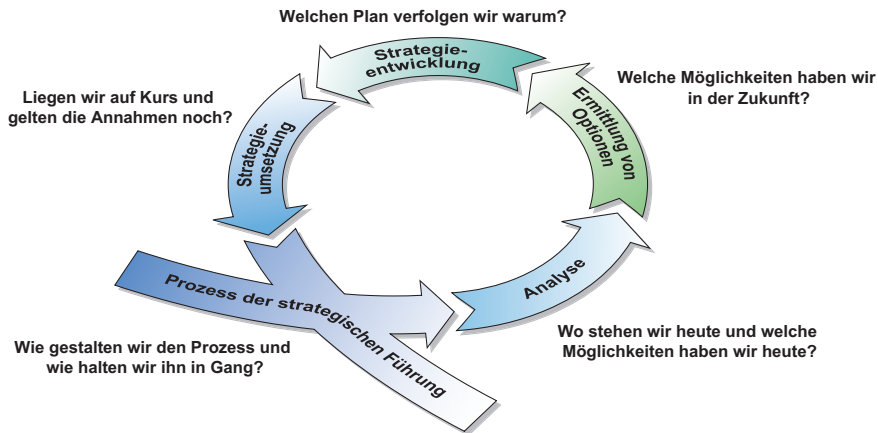 Welchen Plan verfolgen wir warum?
Strategie-
entwicklung
Welche Möglichkeiten haben wir
in der Zukunft?
Ermittlung von
Optionen
Liegen wir auf Kurs und
gelten die Annahmen noch?
Strategie-
umsetzung
Analyse
Prozess der strategischen Führung
Wo stehen wir heute und welche
Möglichkeiten haben wir heute?
Wie gestalten wir den Prozess und
wie halten wir ihn in Gang?